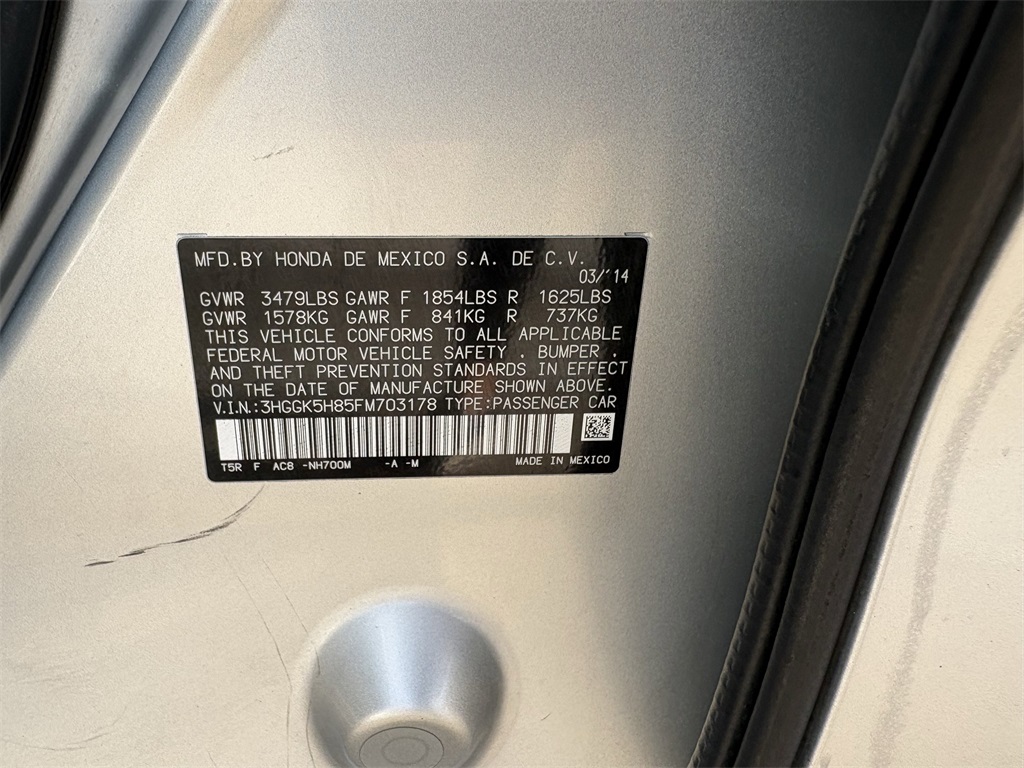 MFD.BY HONDA DE MEXICO S.A. DE C.V.
03/'14
GVWR 3479LBS GAWR F 1854LBS R 1625LBS
GVWR 1578KG GAWR F 841KG R 737KG
THIS VEHICLE CONFORMS TO ALL APPLICABLE
FEDERAL MOTOR VEHICLE SAFETY , BUMPER ,
AND THEFT PREVENTION STANDARDS IN EFFECT
ON THE DATE OF MANUFACTURE SHOWN ABOVE.
V.I.N.:3HGGK5H85FM703178 TYPE:PASSENGER CAR
T5R F AC8 -NH700M -A -M MADE IN MEXICO